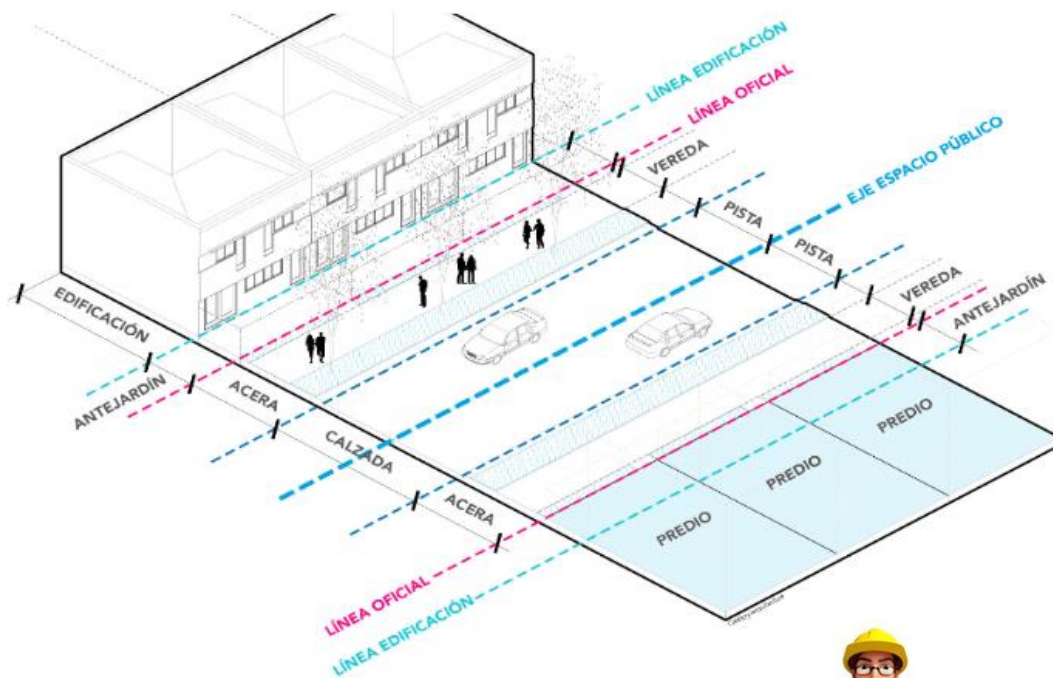 LÍNEA EDIFICACIÓN
LÍNEA OFICIAL
VEREDA
EJE ESPACIO PÚBLICO
PISTA
PISTA
VEREDA
ANTEJARDÍN
EDIFICACIÓN
ANTEJARDÍN
ACERA
CALZADA
ACERA
PREDIO
PREDIO
PREDIO
LÍNEA OFICIAL
LÍNEA EDIFICACIÓN